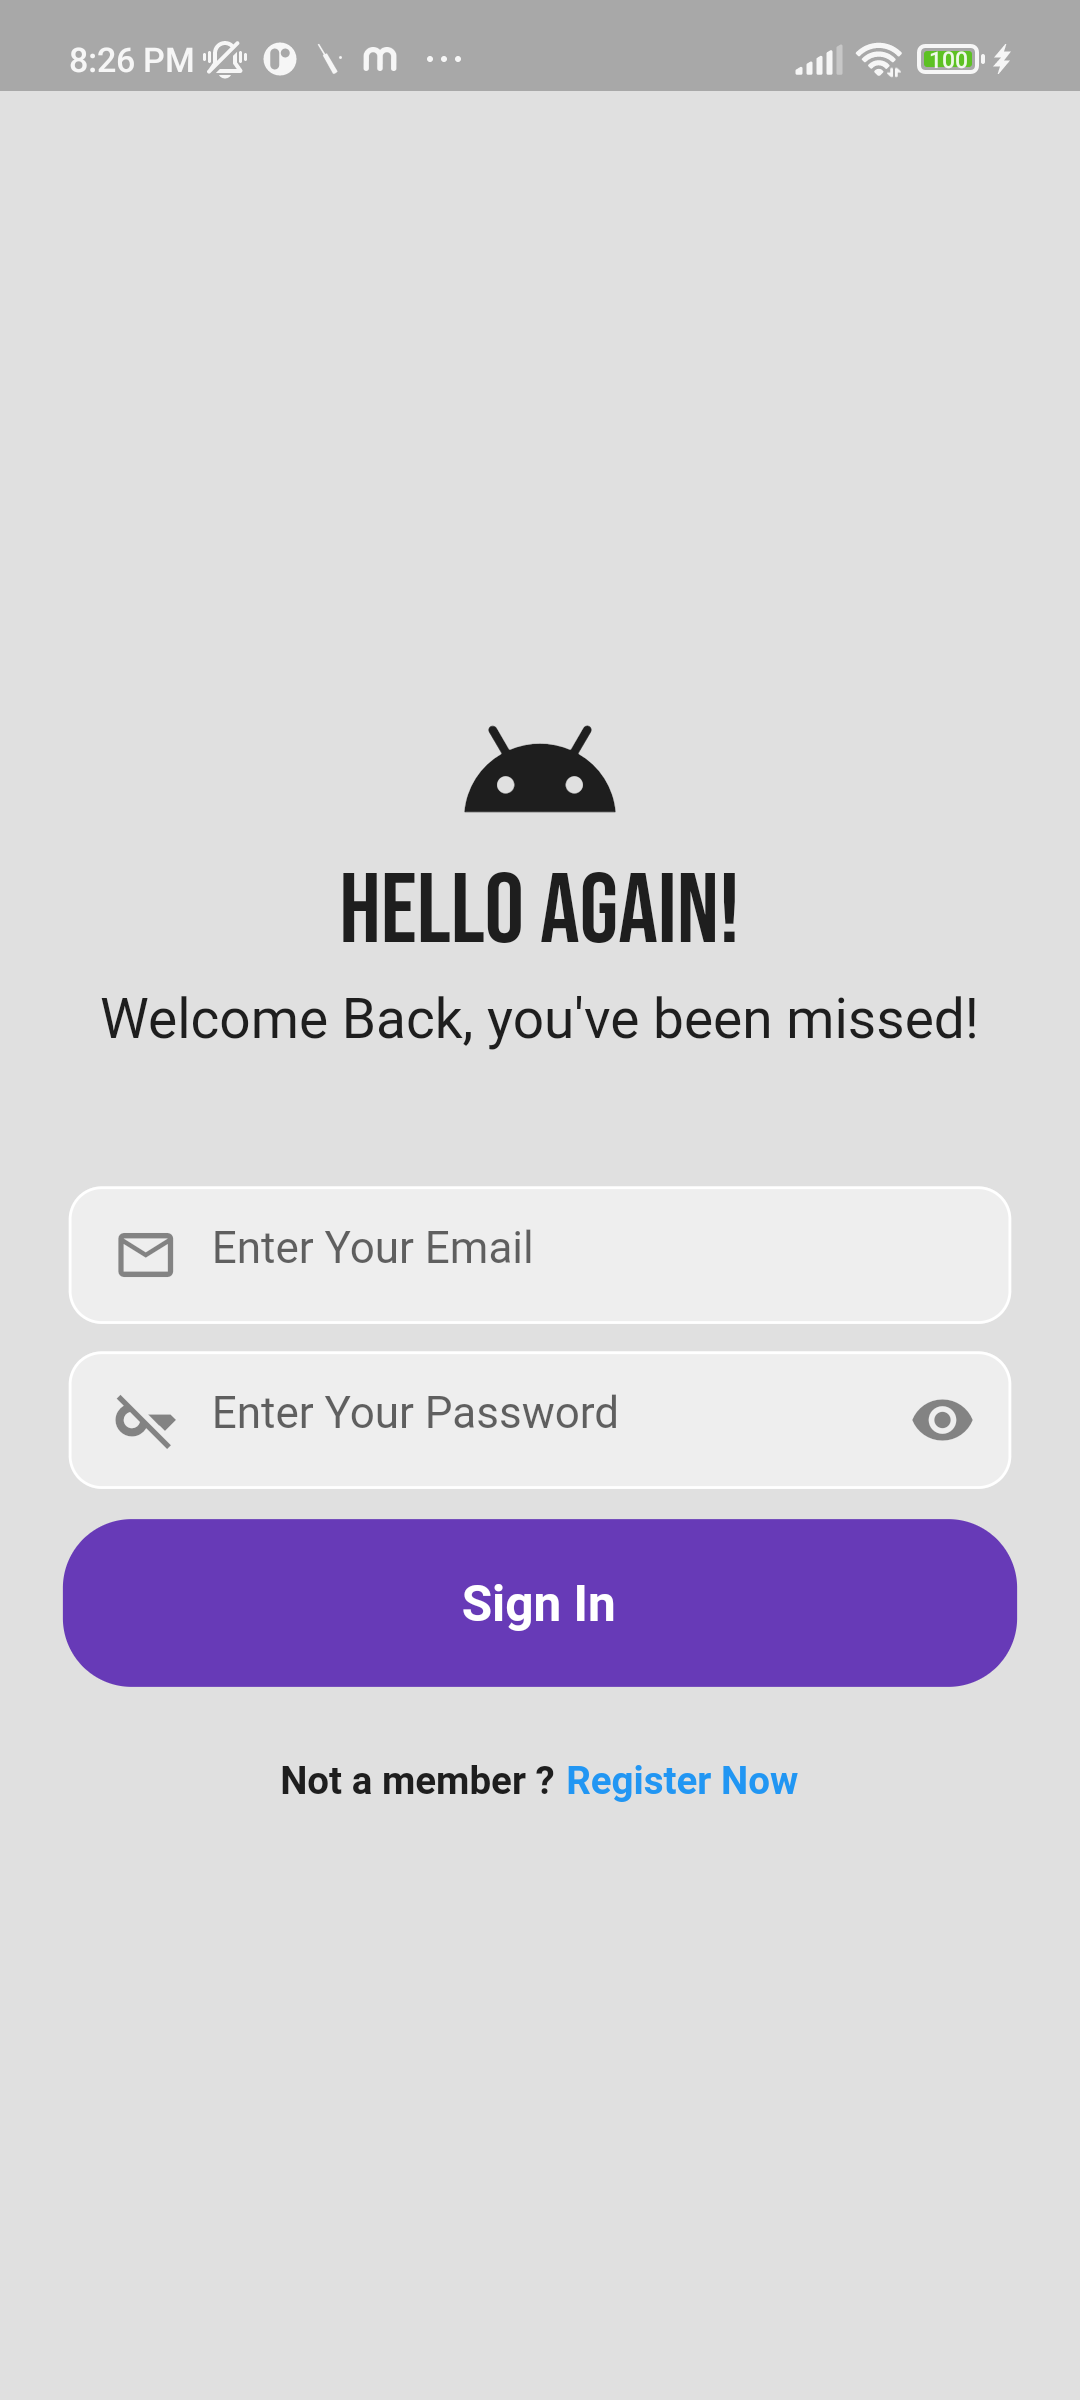 8:26 PM
100
HELLO AGAIN!
Welcome Back, you've been missed!
Enter Your Email
Enter Your Password
Sign In
Not a member ? Register Now